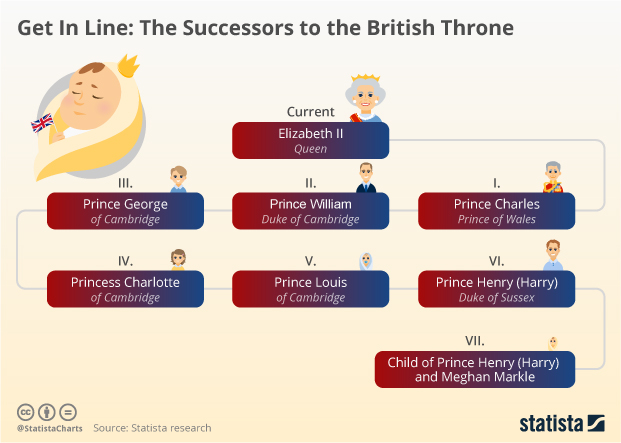 Get In Line: The Successors to the British Throne
Current
Elizabeth II
Queen
III.
Prince George
of Cambridge
II.
Prince William
Duke of Cambridge
I.
Prince Charles
Prince of Wales
IV.
Princess Charlotte
of Cambridge
V.
Prince Louis
of Cambridge
VI.
Prince Henry (Harry)
Duke of Sussex
VII.
Child of Prince Henry (Harry)
and Meghan Markle
cc
@StatistaCharts Source: Statista research
statista